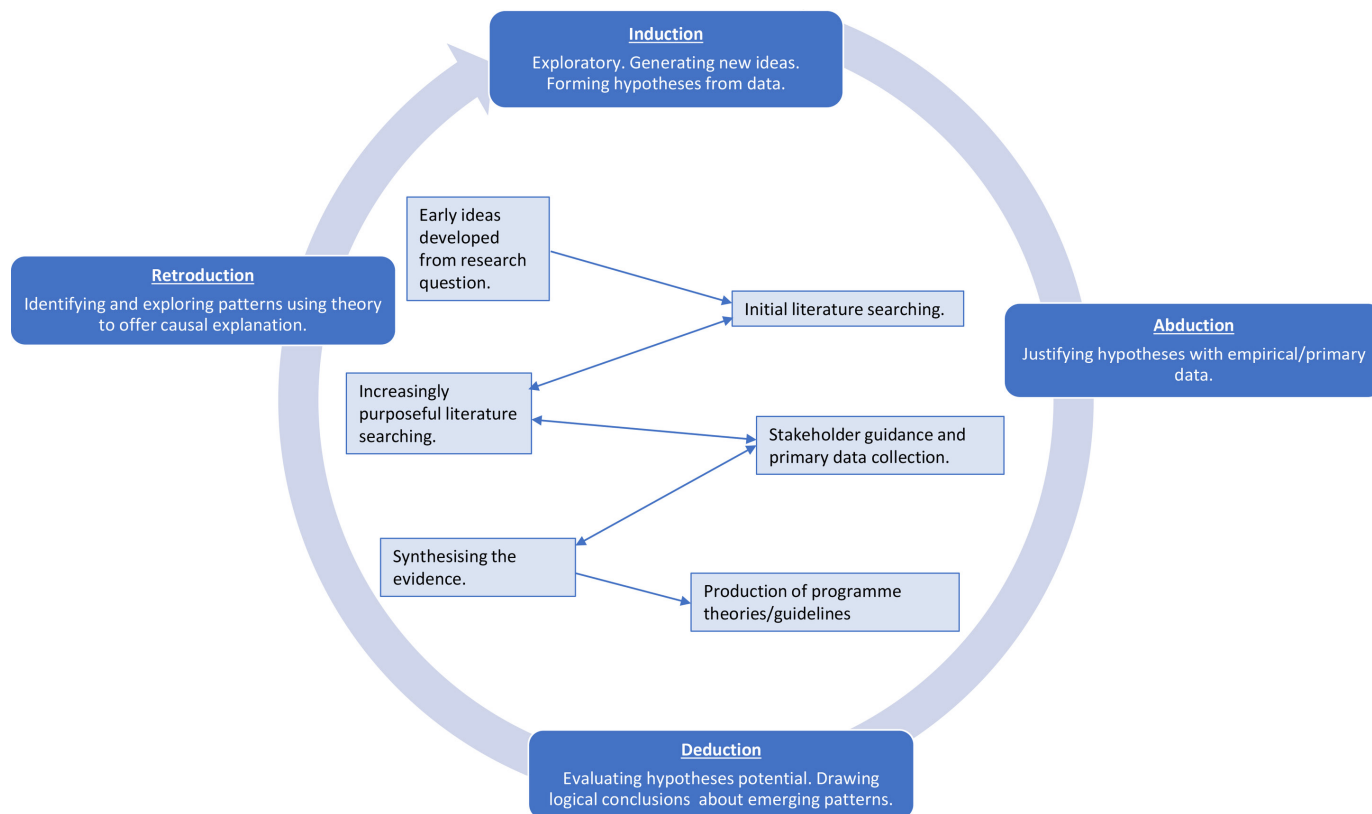 Induction
Exploratory. Generating new ideas.
Forming hypotheses from data.
Early ideas
developed
from research
question.
Retroduction
Identifying and exploring patterns using theory
to offer causal explanation.
Initial literature searching.
Abduction
Justifying hypotheses with empirical/primary
data.
Increasingly
purposeful literature
searching.
Stakeholder guidance and
primary data collection.
Synthesising the
evidence.
Production of programme
theories/guidelines
Deduction
Evaluating hypotheses potential. Drawing
logical conclusions about emerging patterns.